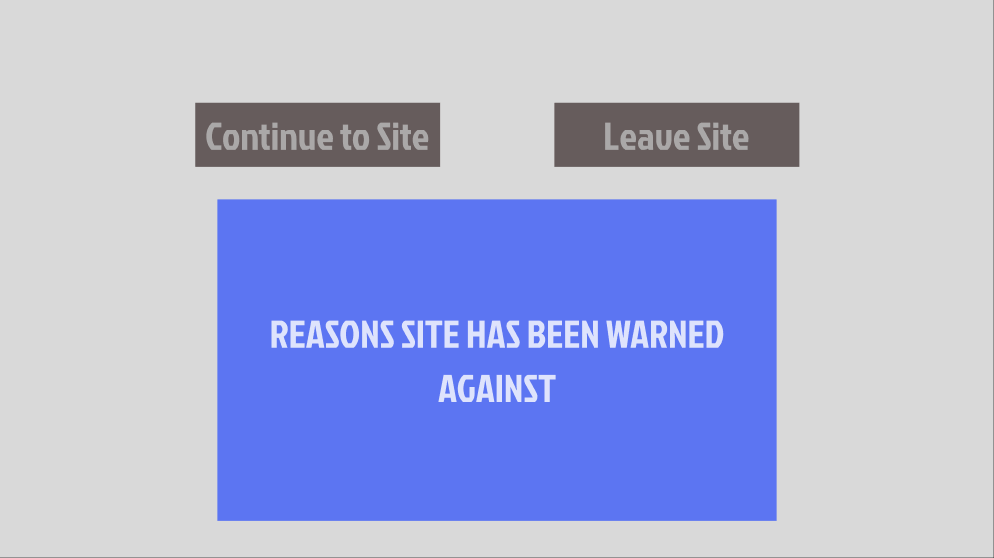 Continue to Site
Leave Site
REASONS SITE HAS BEEN WARNED
AGAINST